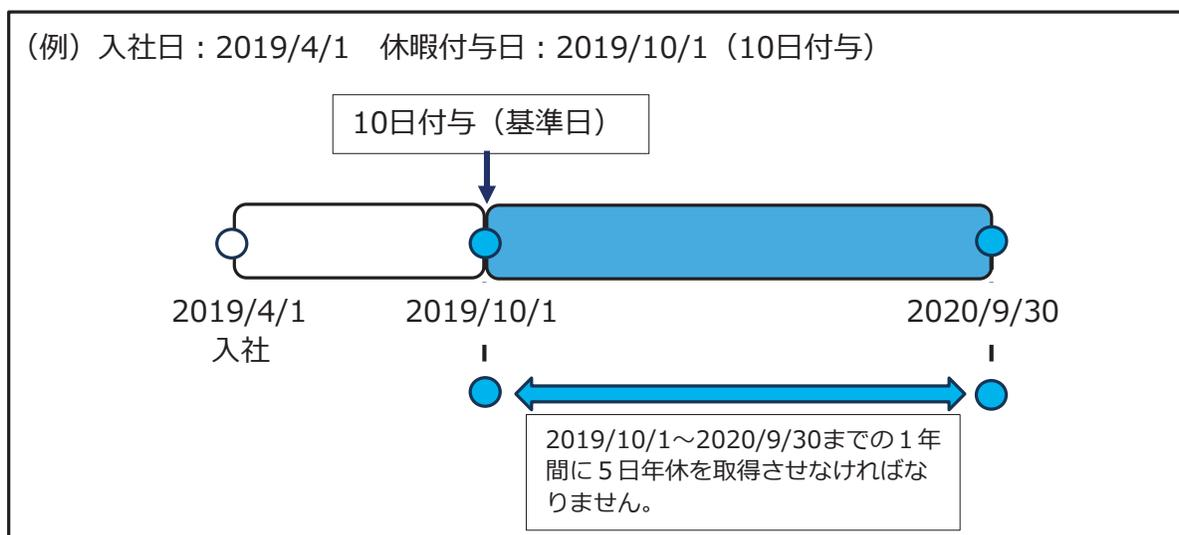 （例）入社日：2019/4/1　休暇付与日：2019/10/1（10日付与）
10日付与（基準日）
2019/4/1
入社
2019/10/1
2020/9/30
2019/10/1～2020/9/30までの１年
間に５日年休を取得させなければな
りません。